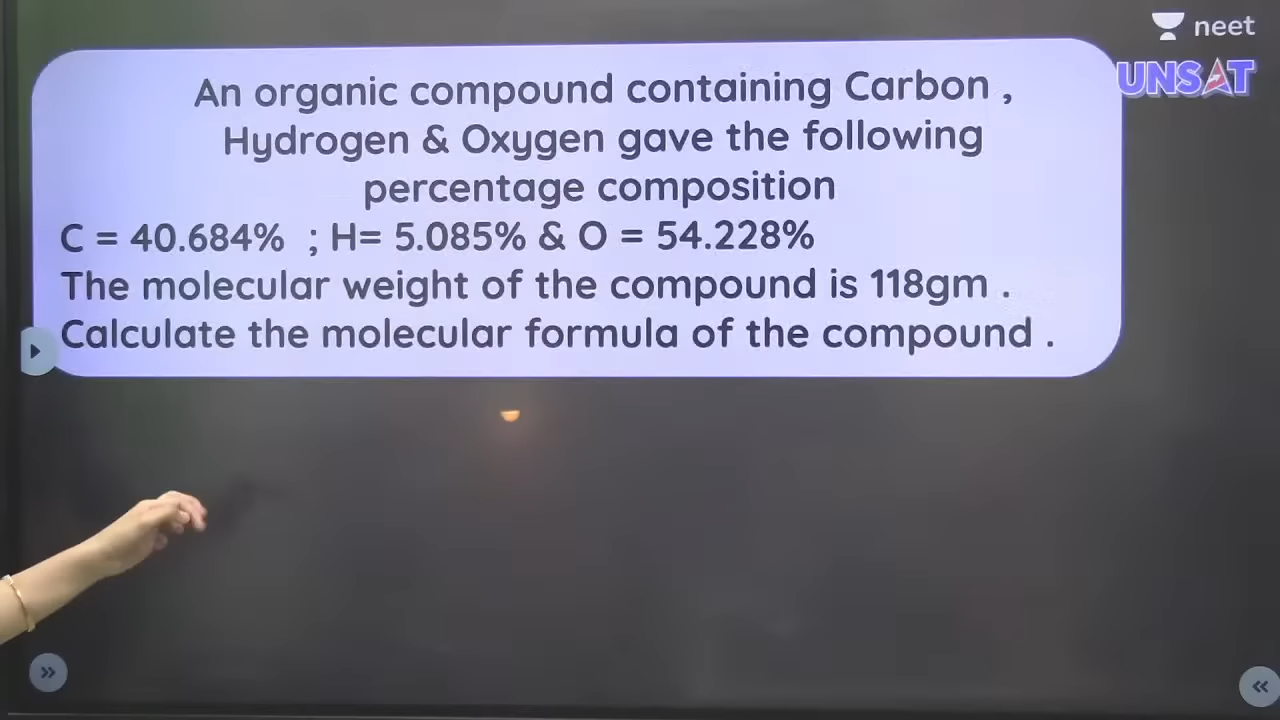 neet
UNSAT
An organic compound containing Carbon ,
Hydrogen & Oxygen gave the following
percentage composition
C = 40.684% ; H= 5.085% & O = 54.228%
The molecular weight of the compound is 118gm .
Calculate the molecular formula of the compound .